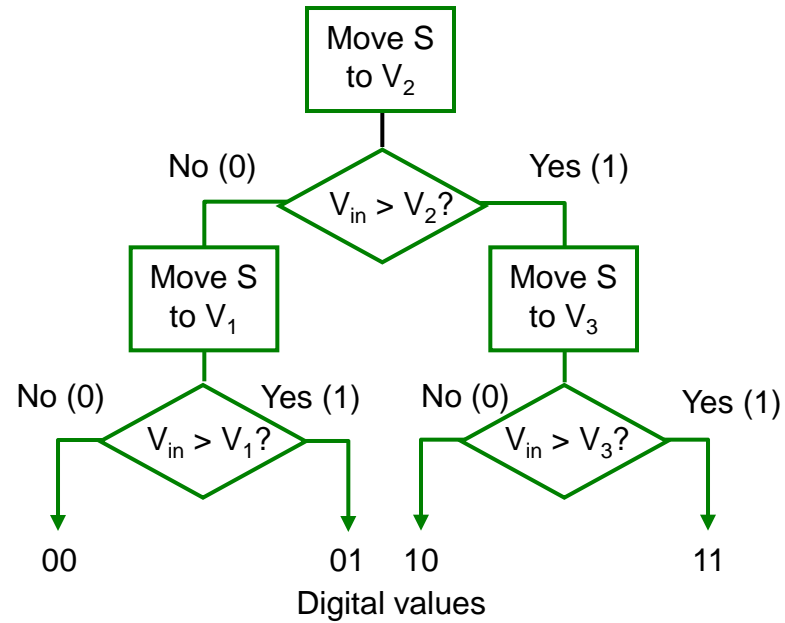 Move S
to V₂
No (0)
Yes (1)
Vᵢₙ > V₂?
Move S
to V₁
Move S
to V₃
No (0)
Yes (1)
No (0)
Yes (1)
Vᵢₙ > V₁?
Vᵢₙ > V₃?
00
01
10
11
Digital values